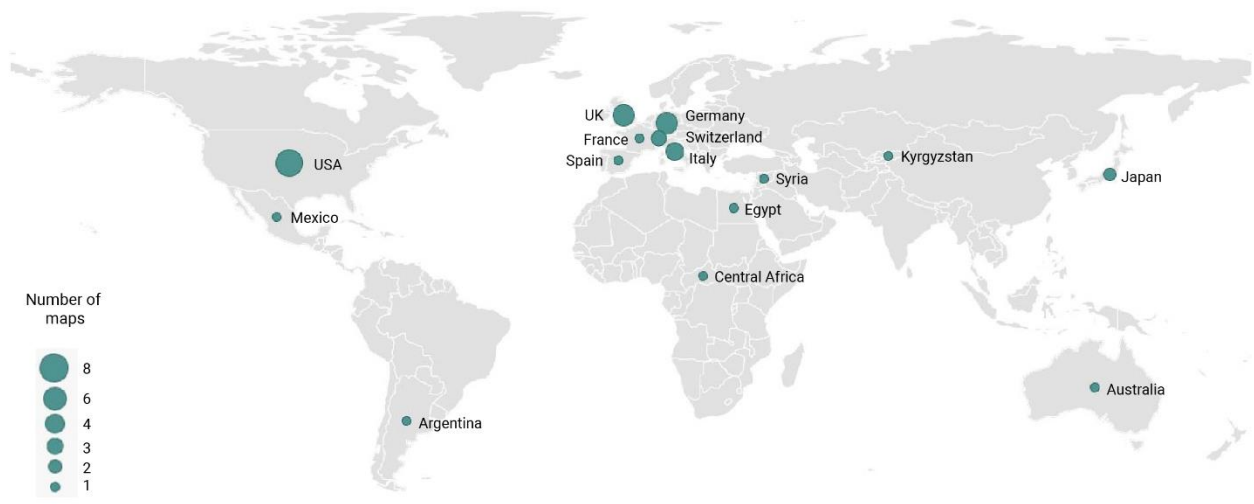 UK
Germany
France
Switzerland
Spain
Italy
Kyrgyzstan
USA
Syria
Japan
Mexico
Egypt
Central Africa
Number of
maps
8
6
Australia
4
Argentina
3
2
1